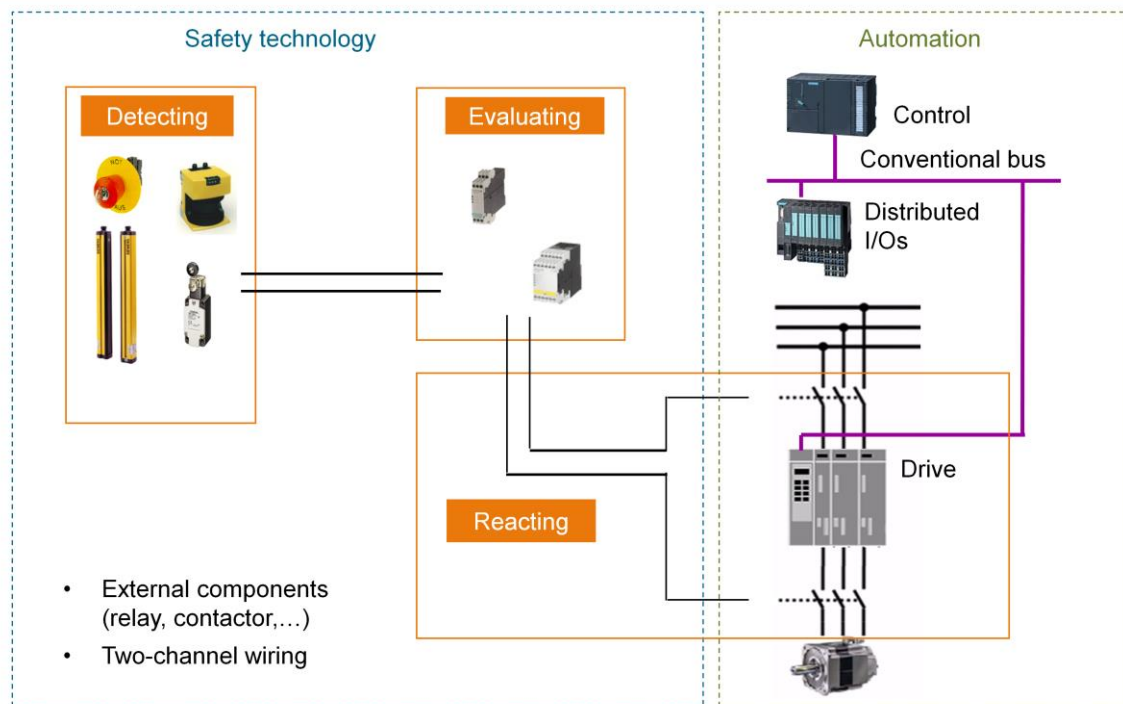 Safety technology
Automation
Detecting
Evaluating
Control
Conventional bus
Distributed
I/Os
Drive
Reacting
• External components
(relay, contactor,…)
• Two-channel wiring